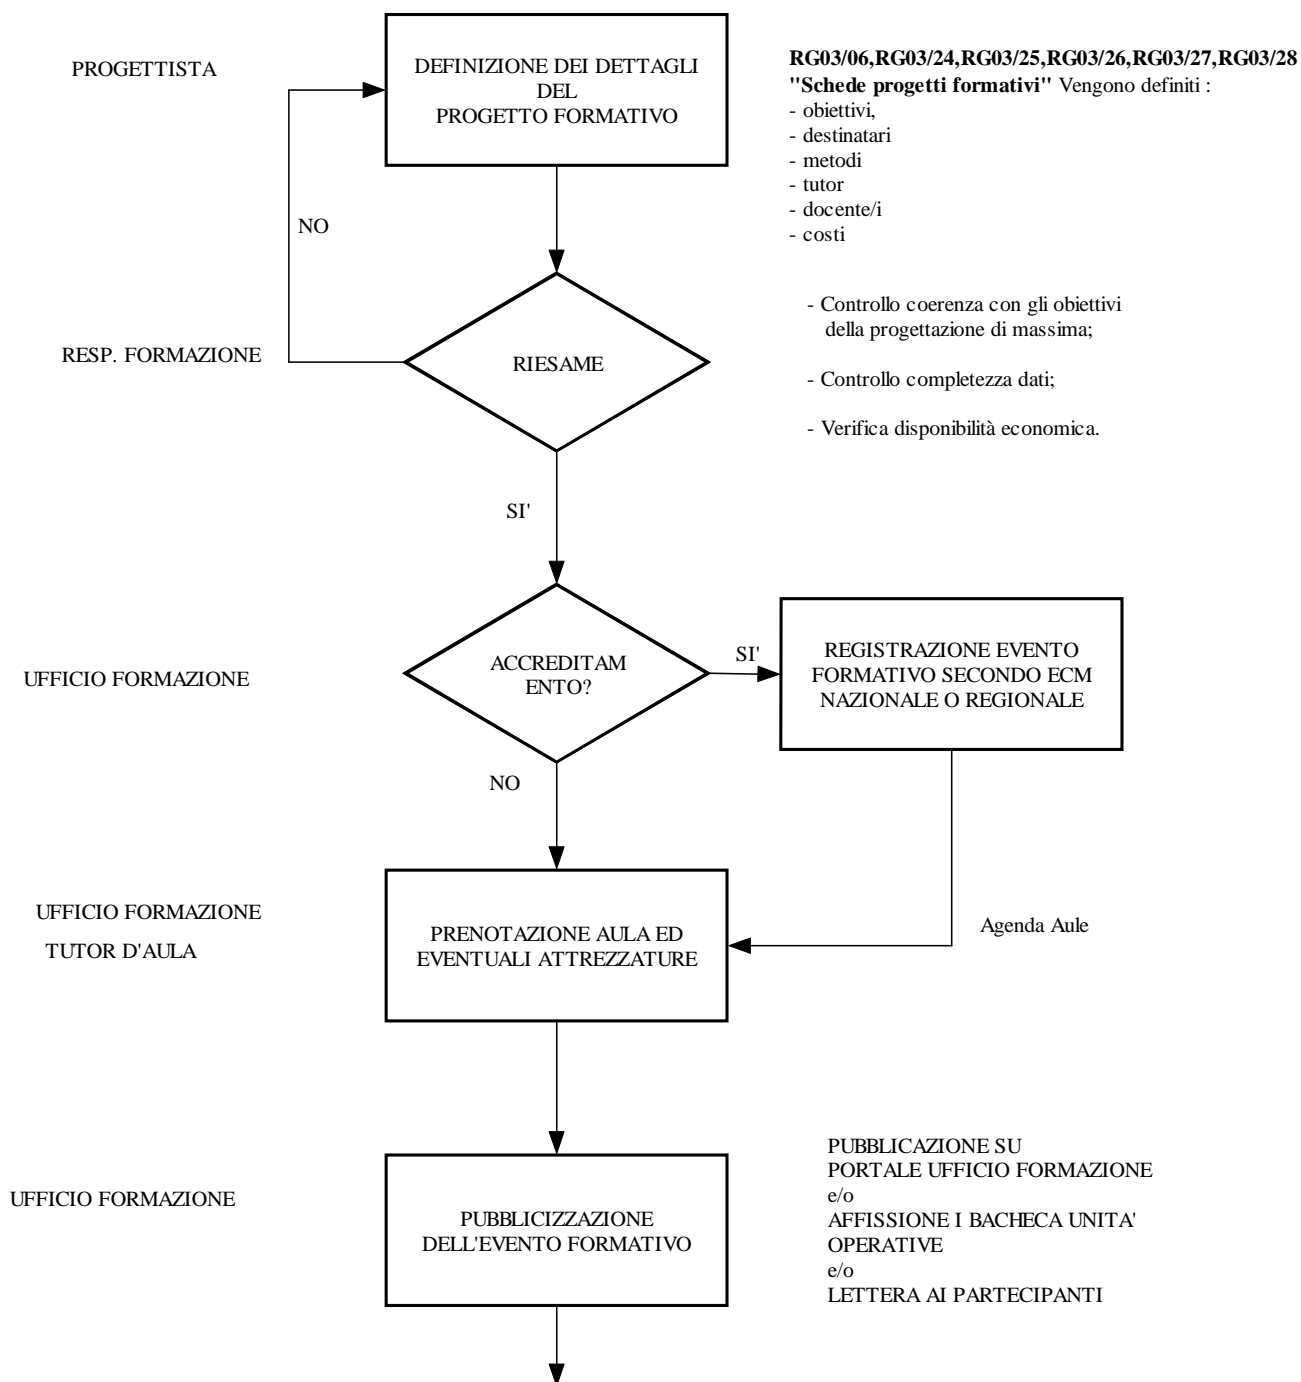 PROGETTISTA
DEFINIZIONE DEI DETTAGLI
DEL
PROGETTO FORMATIVO
RG03/06,RG03/24,RG03/25,RG03/26,RG03/27,RG03/28
"Schede progetti formativi" Vengono definiti :
- obiettivi,
- destinatari
- metodi
- tutor
- docente/i
- costi
NO
RESP. FORMAZIONE
RIESAME
- Controllo coerenza con gli obiettivi
della progettazione di massima;
- Controllo completezza dati;
- Verifica disponibilità economica.
SI'
UFFICIO FORMAZIONE
ACCREDITAM
ENTO?
SI'
REGISTRAZIONE EVENTO
FORMATIVO SECONDO ECM
NAZIONALE O REGIONALE
NO
UFFICIO FORMAZIONE
TUTOR D'AULA
PRENOTAZIONE AULA ED
EVENTUALI ATTREZZATURE
Agenda Aule
UFFICIO FORMAZIONE
PUBBLICIZZAZIONE
DELL'EVENTO FORMATIVO
PUBBLICAZIONE SU
PORTALE UFFICIO FORMAZIONE
e/o
AFFISSIONE I BACHECA UNITA'
OPERATIVE
e/o
LETTERA AI PARTECIPANTI